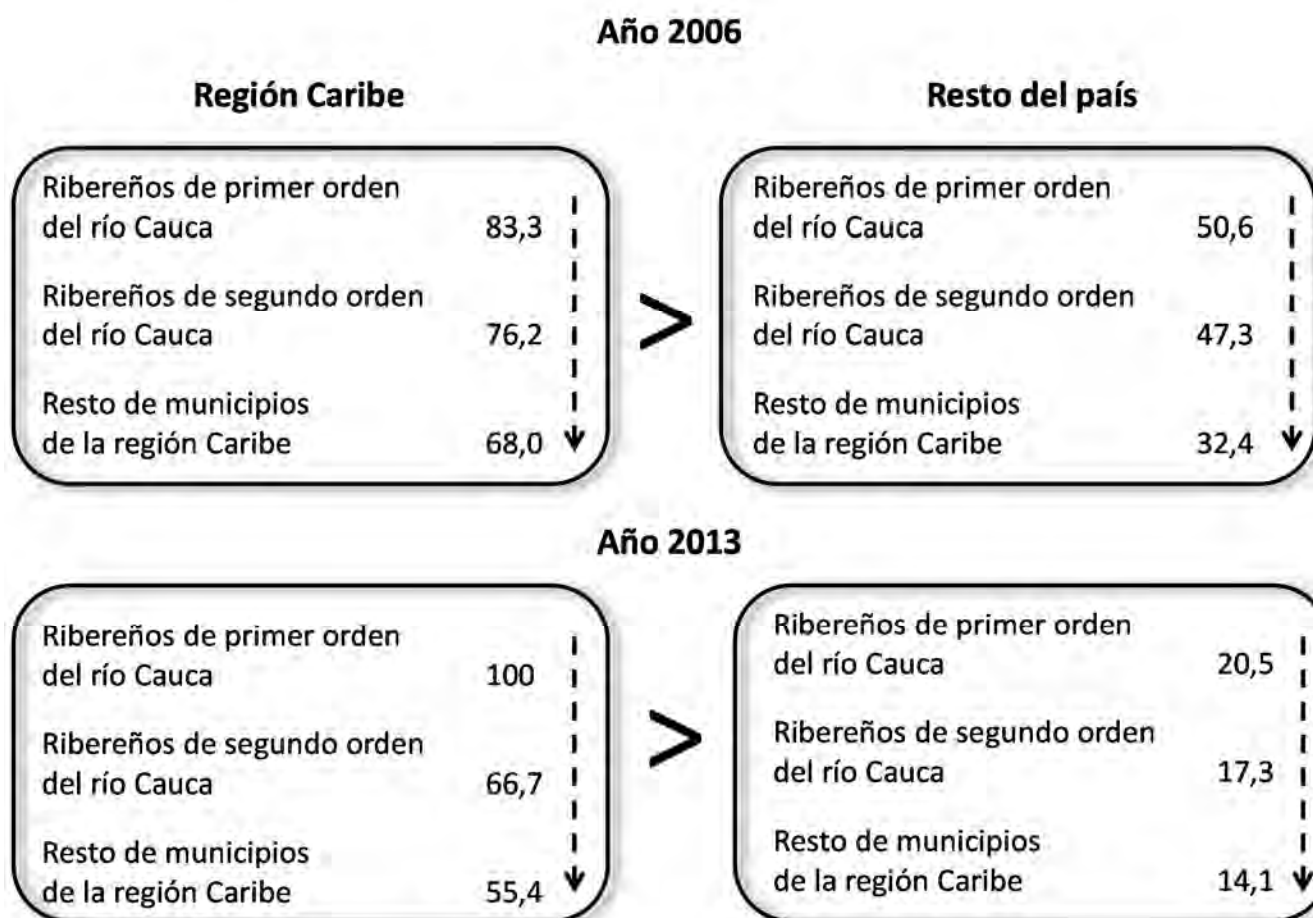 Año 2006
Región Caribe
Ribereños de primer orden
del río Cauca 83,3
Ribereños de segundo orden
del río Cauca 76,2
Resto de municipios
de la región Caribe 68,0
>
Resto del país
Ribereños de primer orden
del río Cauca 50,6
Ribereños de segundo orden
del río Cauca 47,3
Resto de municipios
de la región Caribe 32,4
Año 2013
Ribereños de primer orden
del río Cauca 100
Ribereños de segundo orden
del río Cauca 66,7
Resto de municipios
de la región Caribe 55,4
>
Ribereños de primer orden
del río Cauca 20,5
Ribereños de segundo orden
del río Cauca 17,3
Resto de municipios
de la región Caribe 14,1